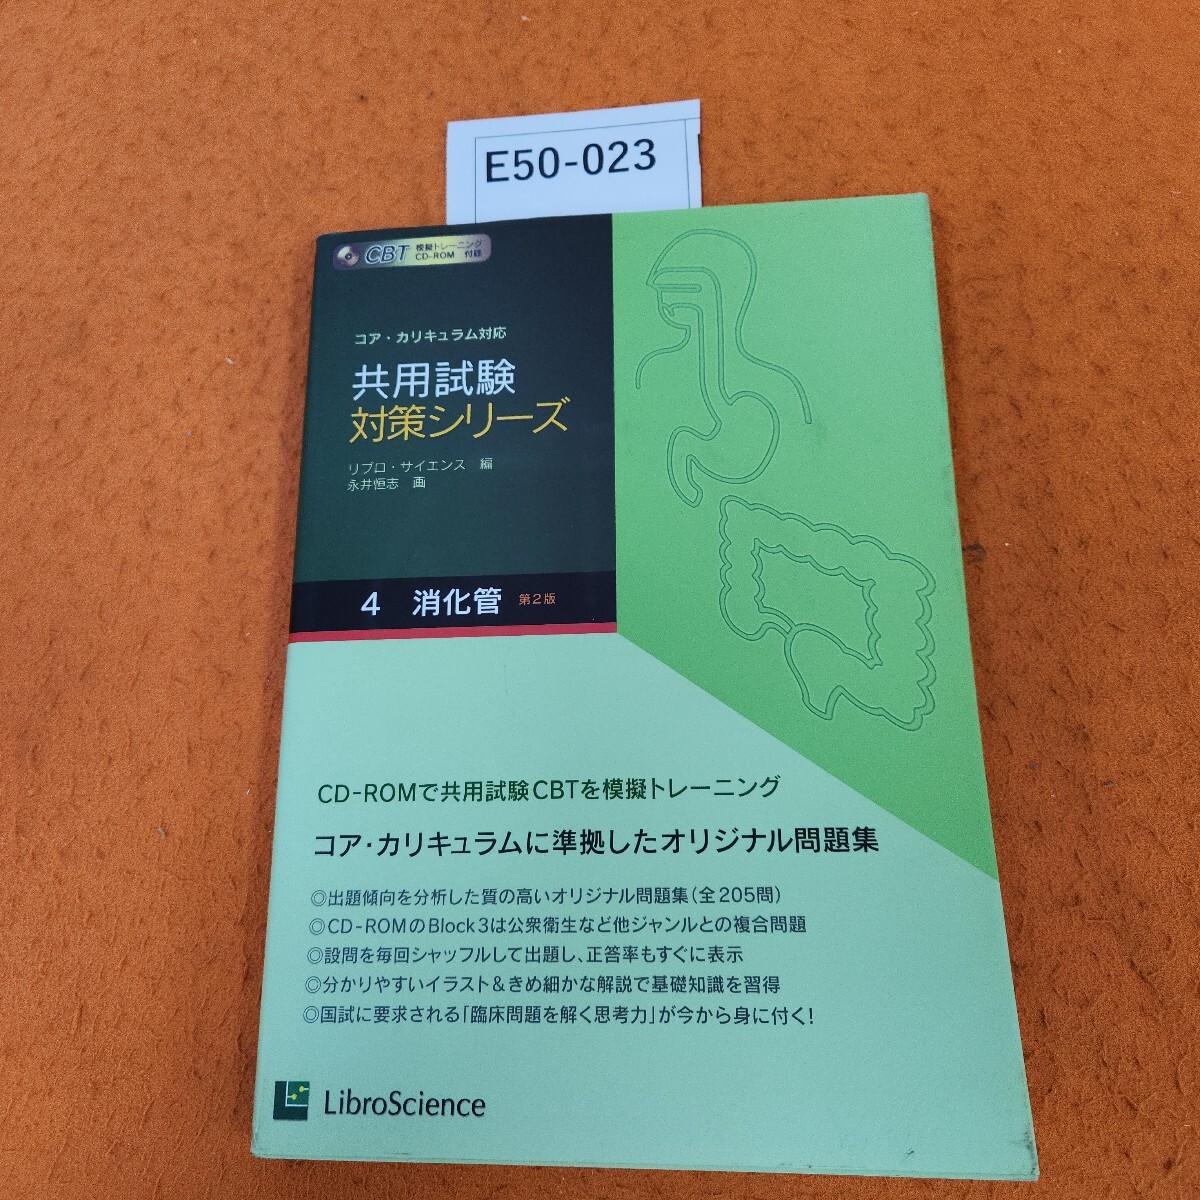 E50-023
CBT 模擬トレーニング
CD-ROM 付録
コア・カリキュラム対応
共用試験
対策シリーズ
リブロ・サイエンス 編
永井恒志 画
4 消化管 第2版
CD-ROMで共用試験CBTを模擬トレーニング
コア・カリキュラムに準拠したオリジナル問題集
◎出題傾向を分析した質の高いオリジナル問題集(全205問)
◎CD-ROMのBlock3は公衆衛生など他ジャンルとの複合問題
◎設問を毎回シャッフルして出題し、正答率もすぐに表示
◎分かりやすいイラスト&きめ細かな解説で基礎知識を習得
◎国試に要求される「臨床問題を解く思考力」が今から身に付く!
LibroScience